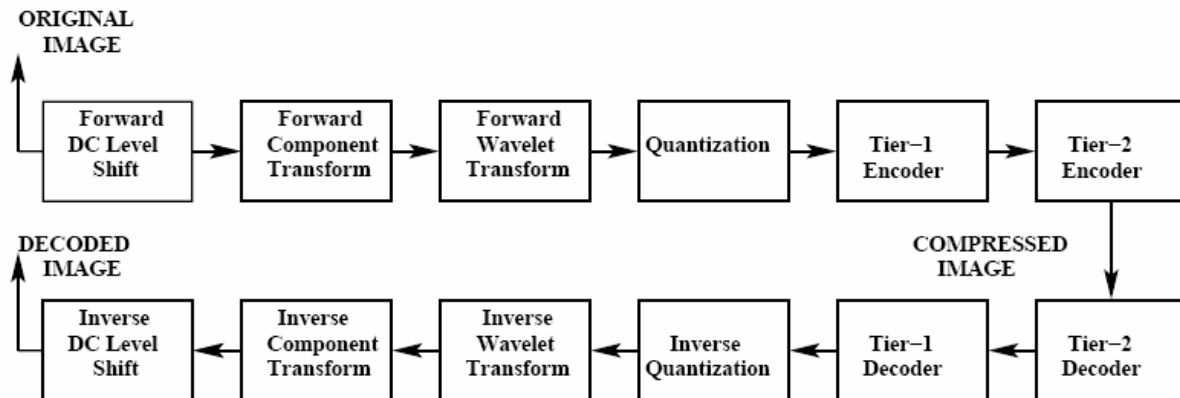 ORIGINAL
IMAGE
Forward
DC Level
Shift
Forward
Component
Transform
Forward
Wavelet
Transform
Quantization
Tier–1
Encoder
Tier–2
Encoder
DECODED
IMAGE
COMPRESSED
IMAGE
Inverse
DC Level
Shift
Inverse
Component
Transform
Inverse
Wavelet
Transform
Inverse
Quantization
Tier–1
Decoder
Tier–2
Decoder